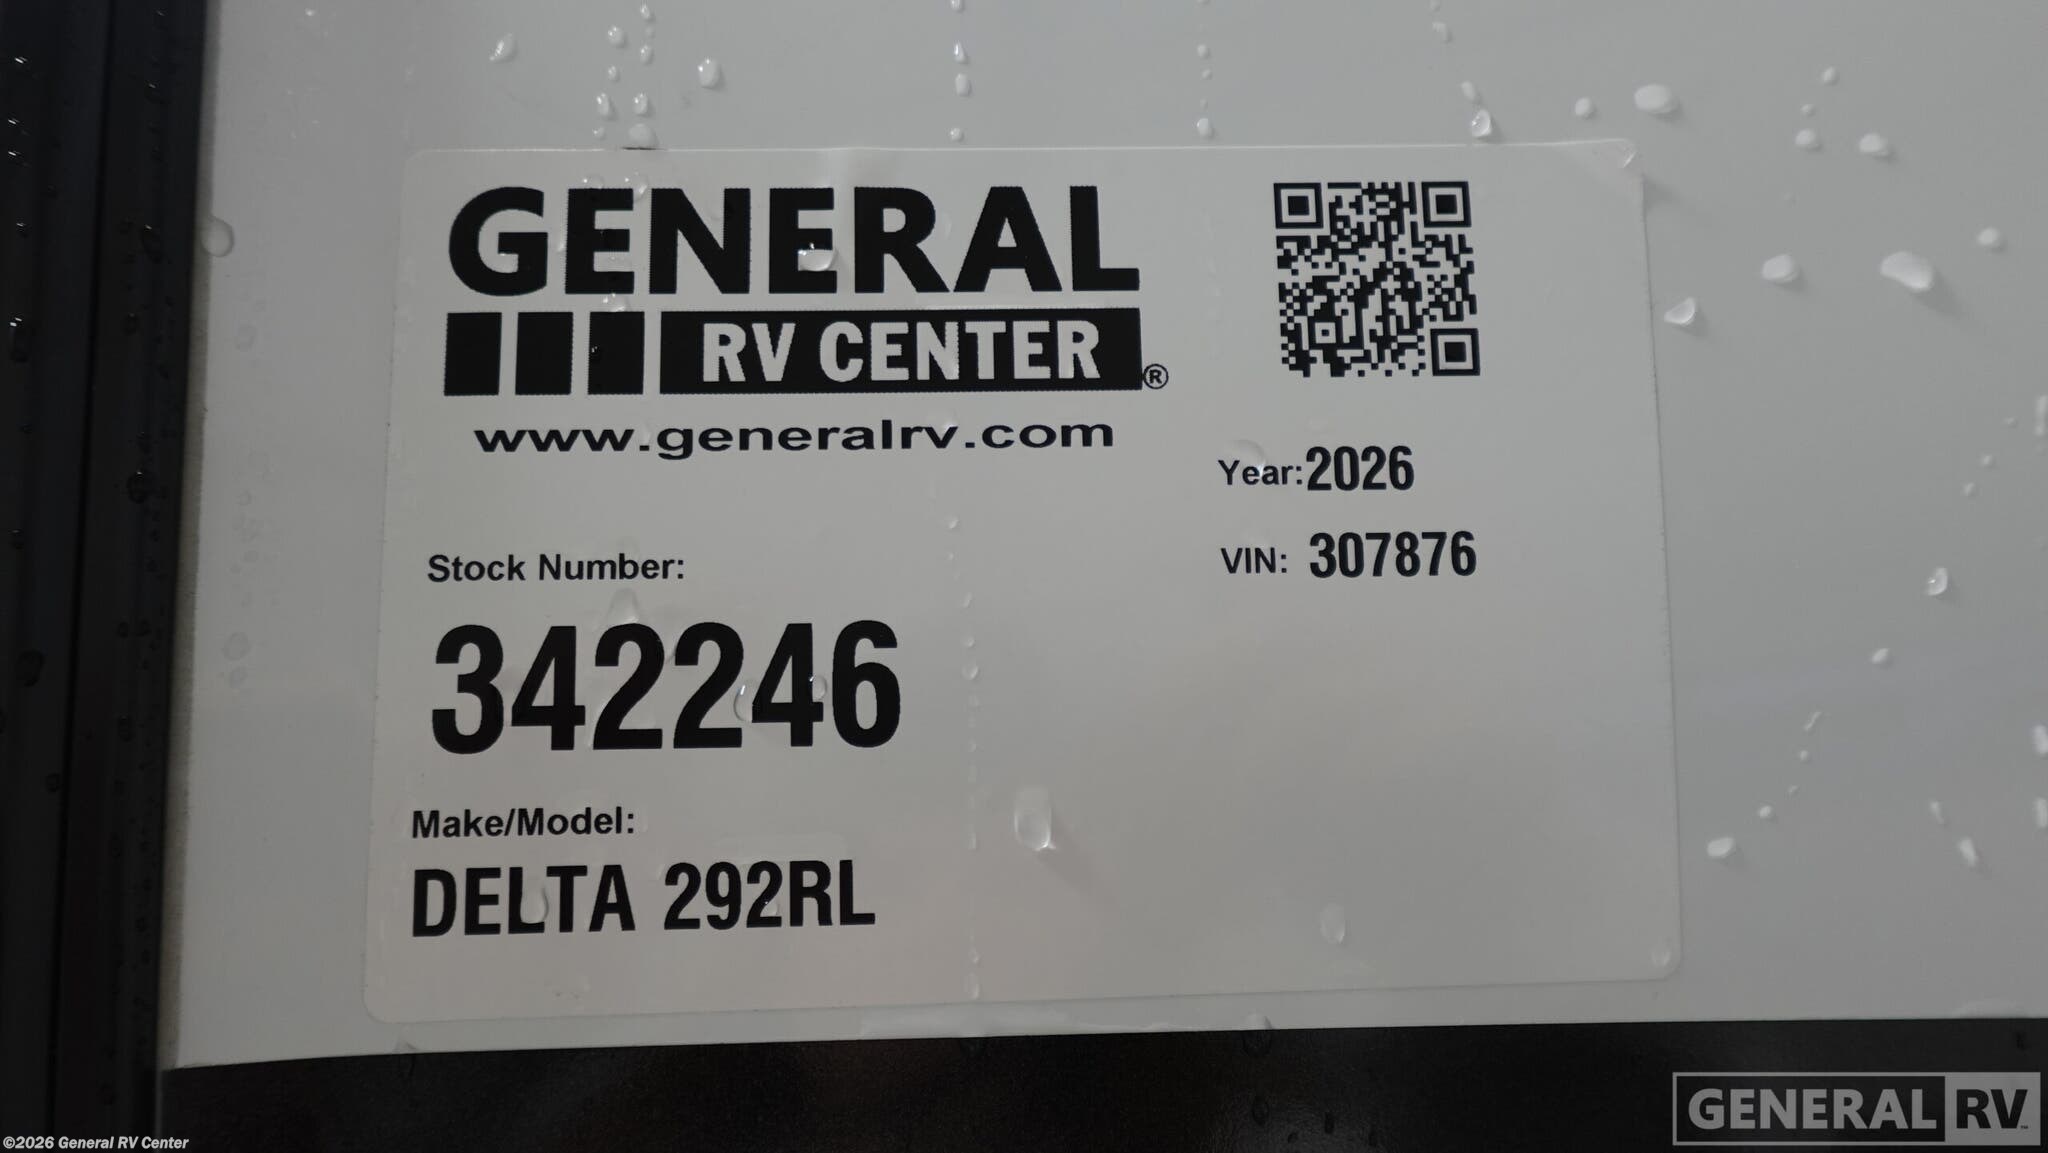 GENERAL
RV CENTER®
www.generalrv.com
Year:2026
VIN: 307876
Stock Number:
342246
Make/Model:
DELTA 292RL
©2026 General RV Center
GENERAL RV™